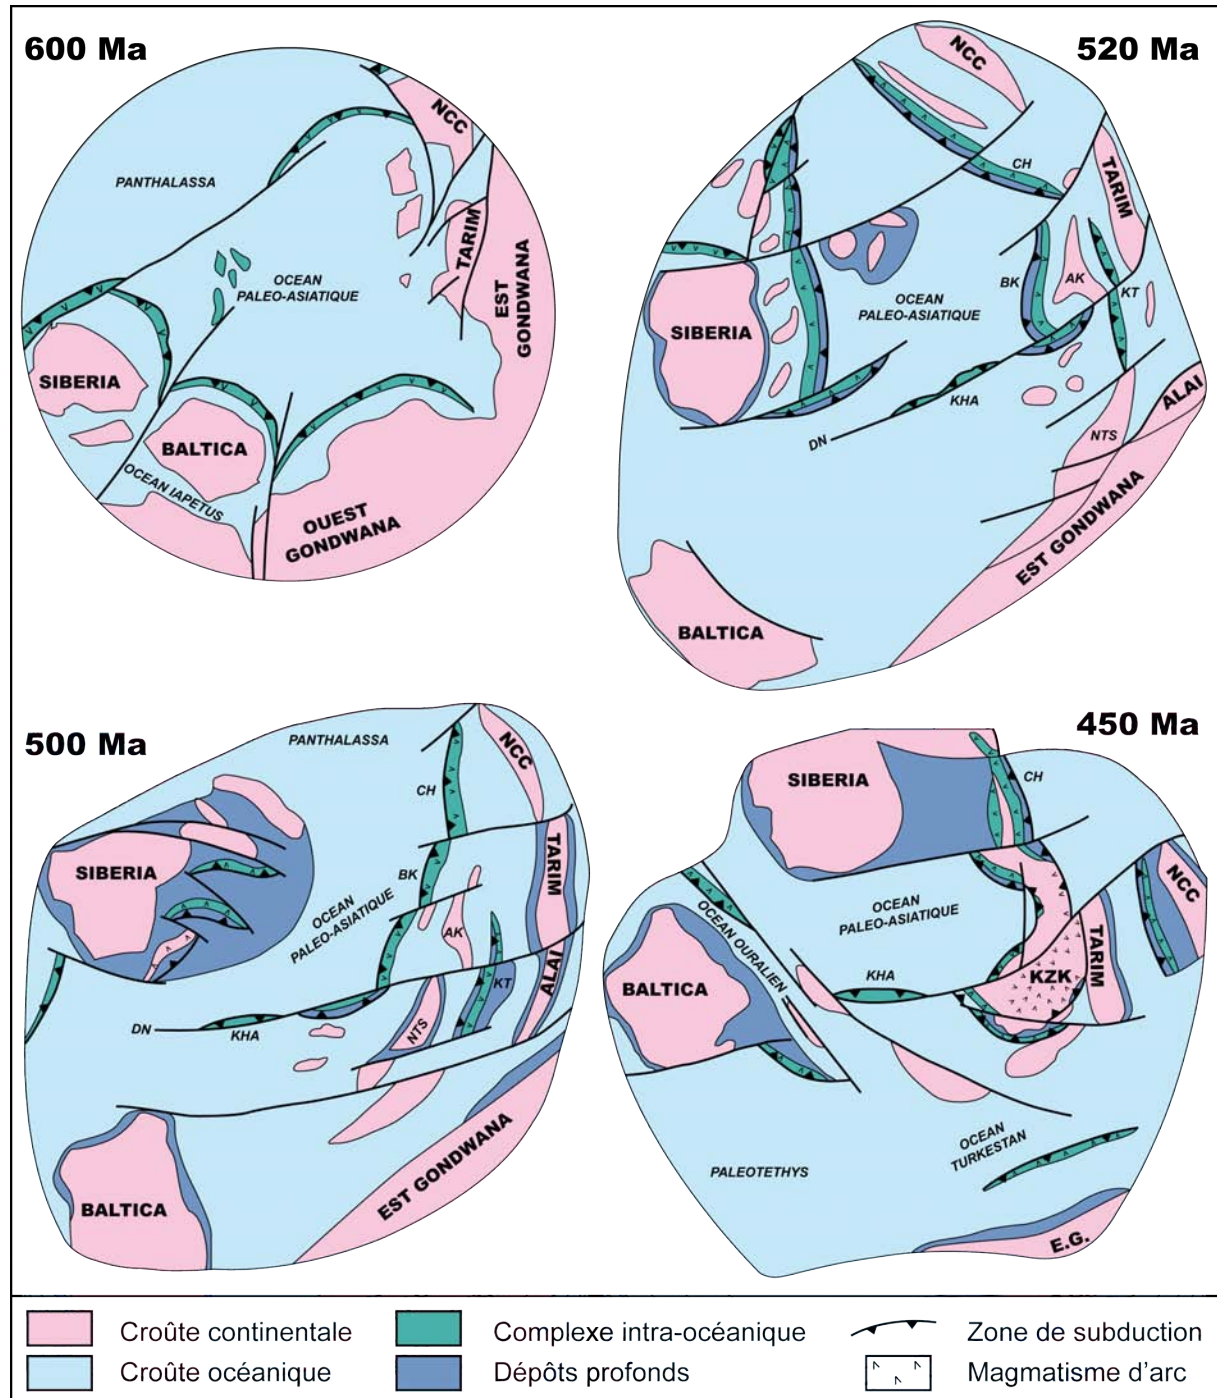 600 Ma
NCC
PANTHALASSA
TARIM
OCEAN
PALEO-ASIATIQUE
EST
GONDWANA
SIBERIA
BALTICA
OCEAN IAPETUS
OUEST
GONDWANA
520 Ma
NCC
CH
TARIM
BK
AK
KT
OCEAN
PALEO-ASIATIQUE
SIBERIA
KHA
DN
ALAI
NTS
EST GONDWANA
BALTICA
500 Ma
PANTHALASSA
NCC
CH
TARIM
SIBERIA
BK
OCEAN
PALEO-ASIATIQUE
AK
ALAI
KT
DN
KHA
NTS
EST GONDWANA
BALTICA
450 Ma
SIBERIA
CH
NCC
OCEAN
PALEO-ASIATIQUE
OCEAN OURALIEN
TARIM
BALTICA
KHA
KZK
OCEAN
TURKESTAN
PALEOTETHYS
E.G.
Croûte continentale
Complexe intra-océanique
Zone de subduction
Croûte océanique
Dépôts profonds
Magmatisme d'arc